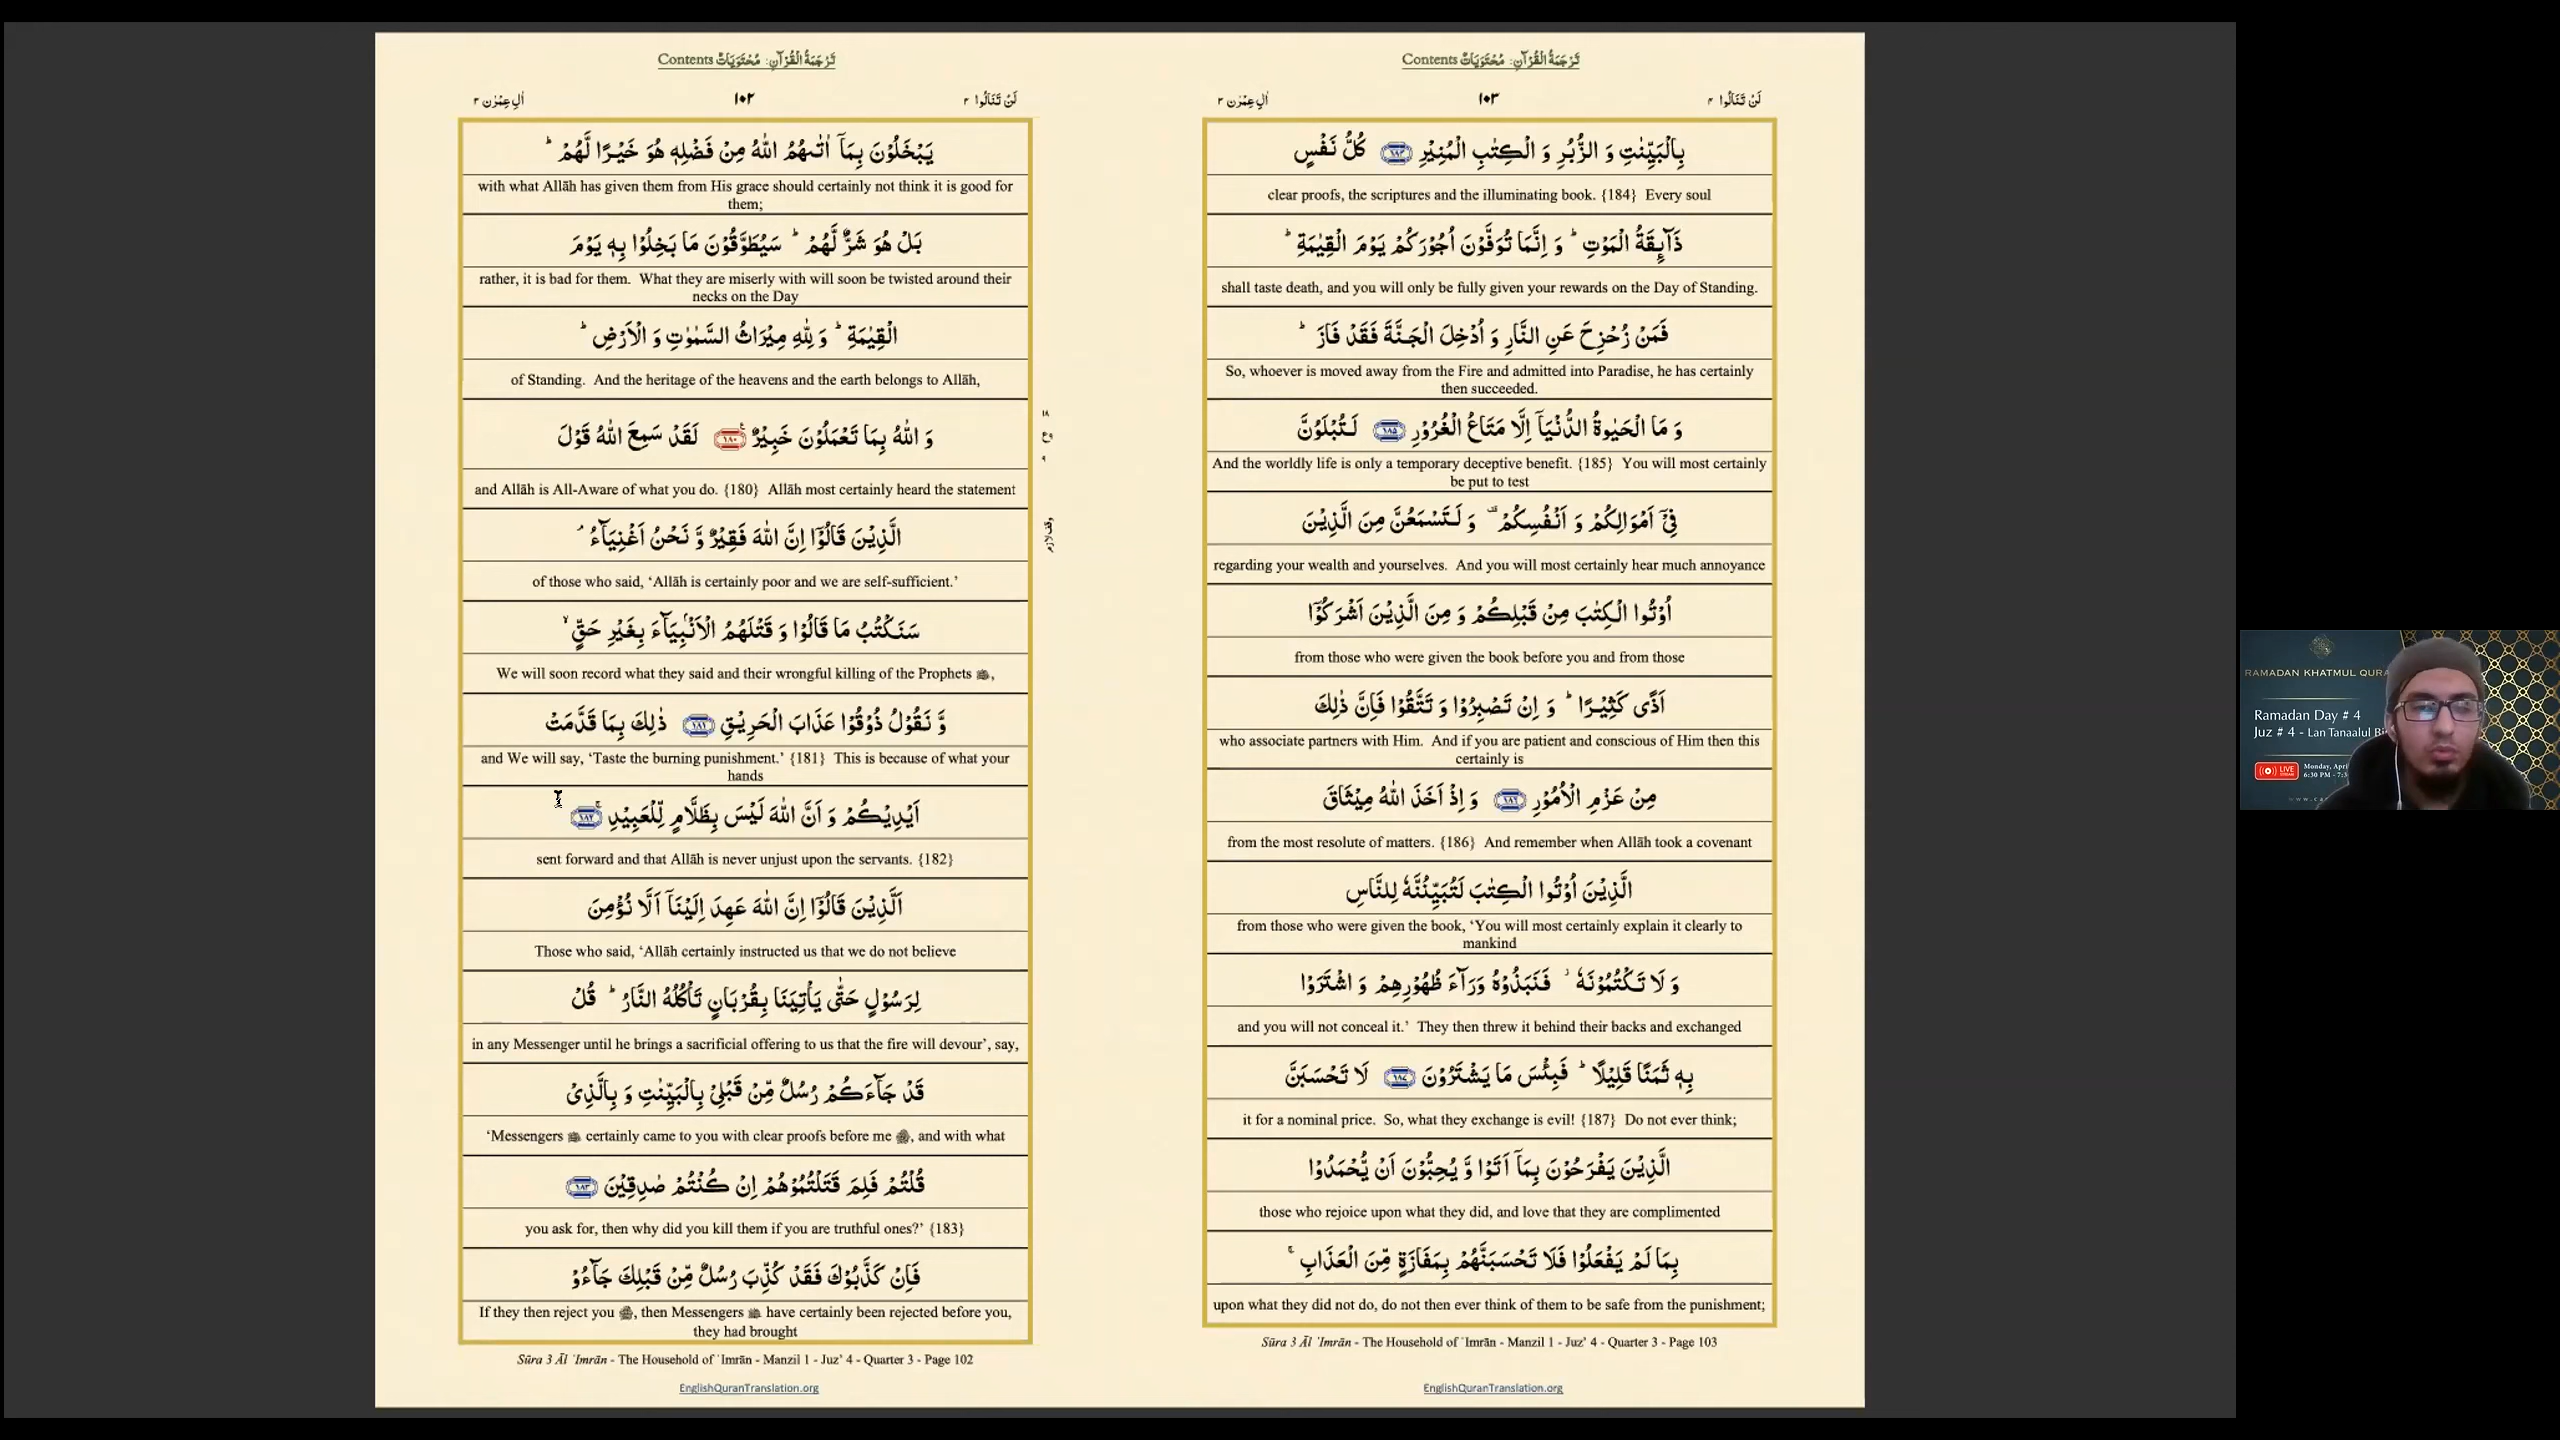 Contents تَرْجَمَةُ الْقُرْآنِ: مُحْتَوَيَاتٌ
اٰلِ عِمْرٰن ٣
١٠٢
لَنْ تَنَالُوا ٤
يَبْخَلُوْنَ بِمَاۤ اٰتٰىهُمُ اللّٰهُ مِنْ فَضْلِهٖ هُوَ خَيْرًا لَّهُمْ ؕ
with what Allāh has given them from His grace should certainly not think it is good for
them;
بَلْ هُوَ شَرٌّ لَّهُمْ ؕ سَيُطَوَّقُوْنَ مَا بَخِلُوْا بِهٖ يَوْمَ
rather, it is bad for them. What they are miserly with will soon be twisted around their
necks on the Day
الْقِيٰمَةِ ؕ وَ لِلّٰهِ مِيْرَاثُ السَّمٰوٰتِ وَ الْاَرْضِ ؕ
of Standing. And the heritage of the heavens and the earth belongs to Allāh,
وَ اللّٰهُ بِمَا تَعْمَلُوْنَ خَبِيْرٌ ١٨٠ لَقَدْ سَمِعَ اللّٰهُ قَوْلَ
and Allāh is All-Aware of what you do. {180} Allāh most certainly heard the statement
الَّذِيْنَ قَالُوْۤا اِنَّ اللّٰهَ فَقِيْرٌ وَّ نَحْنُ اَغْنِيَآءُ ۘ
of those who said, ‘Allāh is certainly poor and we are self-sufficient.’
سَنَكْتُبُ مَا قَالُوْا وَ قَتْلَهُمُ الْاَنْۢبِيَآءَ بِغَيْرِ حَقٍّ ۙ
We will soon record what they said and their wrongful killing of the Prophets,
وَّ نَقُوْلُ ذُوْقُوْا عَذَابَ الْحَرِيْقِ ١٨١ ذٰلِكَ بِمَا قَدَّمَتْ
and We will say, ‘Taste the burning punishment.’ {181} This is because of what your
hands
اَيْدِيْكُمْ وَ اَنَّ اللّٰهَ لَيْسَ بِظَلَّامٍ لِّلْعَبِيْدِ ۚ ١٨٢
sent forward and that Allāh is never unjust upon the servants. {182}
اَلَّذِيْنَ قَالُوْۤا اِنَّ اللّٰهَ عَهِدَ اِلَيْنَاۤ اَلَّا نُؤْمِنَ
Those who said, ‘Allāh certainly instructed us that we do not believe
لِرَسُوْلٍ حَتّٰى يَاْتِيَنَا بِقُرْبَانٍ تَاْكُلُهُ النَّارُ ؕ قُلْ
in any Messenger until he brings a sacrificial offering to us that the fire will devour’, say,
قَدْ جَآءَكُمْ رُسُلٌ مِّنْ قَبْلِيْ بِالْبَيِّنٰتِ وَ بِالَّذِيْ
‘Messengers certainly came to you with clear proofs before me, and with what
قُلْتُمْ فَلِمَ قَتَلْتُمُوْهُمْ اِنْ كُنْتُمْ صٰدِقِيْنَ ١٨٣
you ask for, then why did you kill them if you are truthful ones?’ {183}
فَاِنْ كَذَّبُوْكَ فَقَدْ كُذِّبَ رُسُلٌ مِّنْ قَبْلِكَ جَآءُوْ
If they then reject you, then Messengers have certainly been rejected before you,
they had brought
Sūra 3 Āl ʿImrān - The Household of ʿImrān - Manzil 1 - Juz’ 4 - Quarter 3 - Page 102
EnglishQuranTranslation.org
وقف لازم
Contents تَرْجَمَةُ الْقُرْآنِ: مُحْتَوَيَاتٌ
اٰلِ عِمْرٰن ٣
١٠٣
لَنْ تَنَالُوا ٤
بِالْبَيِّنٰتِ وَ الزُّبُرِ وَ الْكِتٰبِ الْمُنِيْرِ ١٨٤ كُلُّ نَفْسٍ
clear proofs, the scriptures and the illuminating book. {184} Every soul
ذَآىِٕقَةُ الْمَوْتِ ؕ وَ اِنَّمَا تُوَفَّوْنَ اُجُوْرَكُمْ يَوْمَ الْقِيٰمَةِ ؕ
shall taste death, and you will only be fully given your rewards on the Day of Standing.
فَمَنْ زُحْزِحَ عَنِ النَّارِ وَ اُدْخِلَ الْجَنَّةَ فَقَدْ فَازَ ؕ
So, whoever is moved away from the Fire and admitted into Paradise, he has certainly
then succeeded.
وَ مَا الْحَيٰوةُ الدُّنْيَاۤ اِلَّا مَتَاعُ الْغُرُوْرِ ١٨٥ لَتُبْلَوُنَّ
And the worldly life is only a temporary deceptive benefit. {185} You will most certainly
be put to test
فِيْۤ اَمْوَالِكُمْ وَ اَنْفُسِكُمْ ۫ وَ لَتَسْمَعُنَّ مِنَ الَّذِيْنَ
regarding your wealth and yourselves. And you will most certainly hear much annoyance
اُوْتُوا الْكِتٰبَ مِنْ قَبْلِكُمْ وَ مِنَ الَّذِيْنَ اَشْرَكُوْۤا
from those who were given the book before you and from those
اَذًى كَثِيْرًا ؕ وَ اِنْ تَصْبِرُوْا وَ تَتَّقُوْا فَاِنَّ ذٰلِكَ
who associate partners with Him. And if you are patient and conscious of Him then this
certainly is
مِنْ عَزْمِ الْاُمُوْرِ ١٨٦ وَ اِذْ اَخَذَ اللّٰهُ مِيْثَاقَ
from the most resolute of matters. {186} And remember when Allāh took a covenant
الَّذِيْنَ اُوْتُوا الْكِتٰبَ لَتُبَيِّنُنَّهٗ لِلنَّاسِ
from those who were given the book, ‘You will most certainly explain it clearly to
mankind
وَ لَا تَكْتُمُوْنَهٗ ؗ فَنَبَذُوْهُ وَرَآءَ ظُهُوْرِهِمْ وَ اشْتَرَوْا
and you will not conceal it.’ They then threw it behind their backs and exchanged
بِهٖ ثَمَنًا قَلِيْلًا ؕ فَبِئْسَ مَا يَشْتَرُوْنَ ١٨٧ لَا تَحْسَبَنَّ
it for a nominal price. So, what they exchange is evil! {187} Do not ever think;
الَّذِيْنَ يَفْرَحُوْنَ بِمَاۤ اَتَوْا وَّ يُحِبُّوْنَ اَنْ يُّحْمَدُوْا
those who rejoice upon what they did, and love that they are complimented
بِمَا لَمْ يَفْعَلُوْا فَلَا تَحْسَبَنَّهُمْ بِمَفَازَةٍ مِّنَ الْعَذَابِ ۚ
upon what they did not do, do not then ever think of them to be safe from the punishment;
Sūra 3 Āl ʿImrān - The Household of ʿImrān - Manzil 1 - Juz’ 4 - Quarter 3 - Page 103
EnglishQuranTranslation.org
RAMADAN KHATMUL QURA
Ramadan Day # 4
Juz # 4 - Lan Tanaalul Bi
LIVE
Monday, Apri
6:30 PM - 7:3